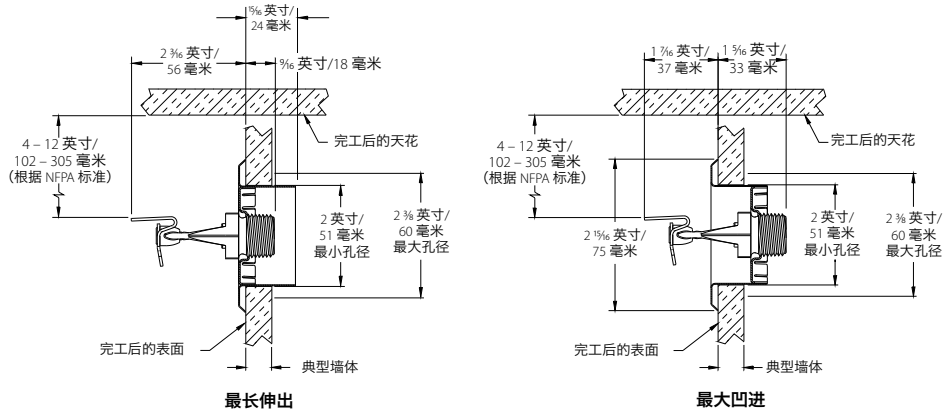 15⁄16 英寸/
24 毫米
2 3⁄16 英寸/
56 毫米
9⁄16 英寸/18 毫米
完工后的天花
4 – 12 英寸/
102 – 305 毫米
（根据 NFPA 标准）
2 英寸/
51 毫米
最小孔径
2 3⁄8 英寸/
60 毫米
最大孔径
完工后的表面
典型墙体
最长伸出
1 7⁄16 英寸/
37 毫米
1 5⁄16 英寸/
33 毫米
完工后的天花
4 – 12 英寸/
102 – 305 毫米
（根据 NFPA 标准）
2 15⁄16 英寸/
75 毫米
2 英寸/
51 毫米
最小孔径
2 3⁄8 英寸/
60 毫米
最大孔径
完工后的表面
典型墙体
最大凹进